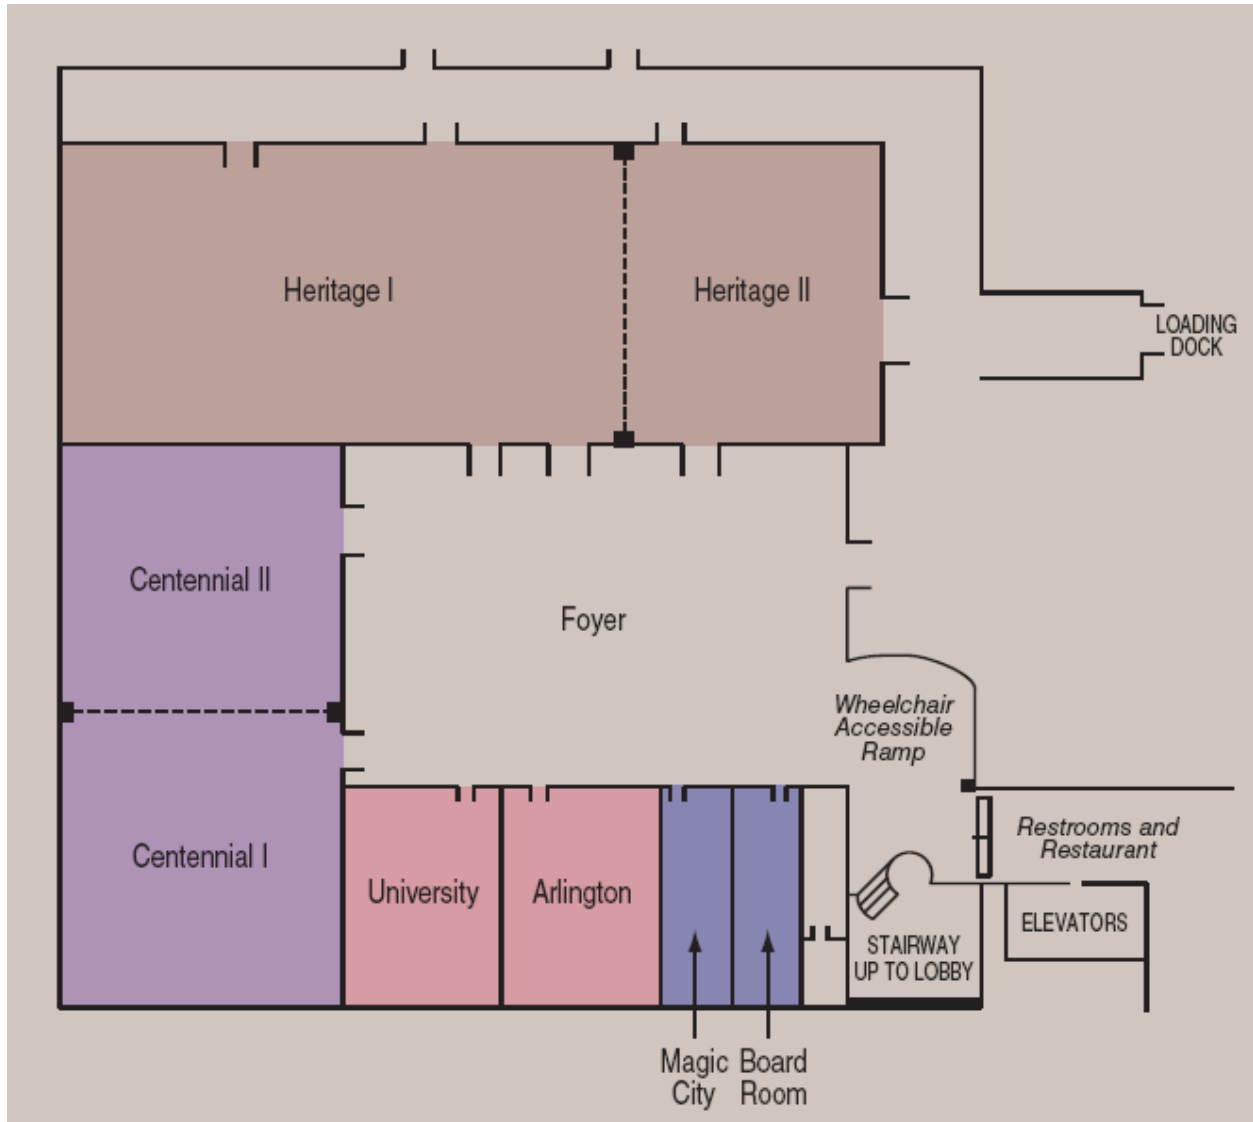 Heritage I
Heritage II
LOADING
DOCK
Centennial II
Foyer
Wheelchair
Accessible
Ramp
Centennial I
University
Arlington
Restrooms and
Restaurant
ELEVATORS
STAIRWAY
UP TO LOBBY
Magic
City
Board
Room